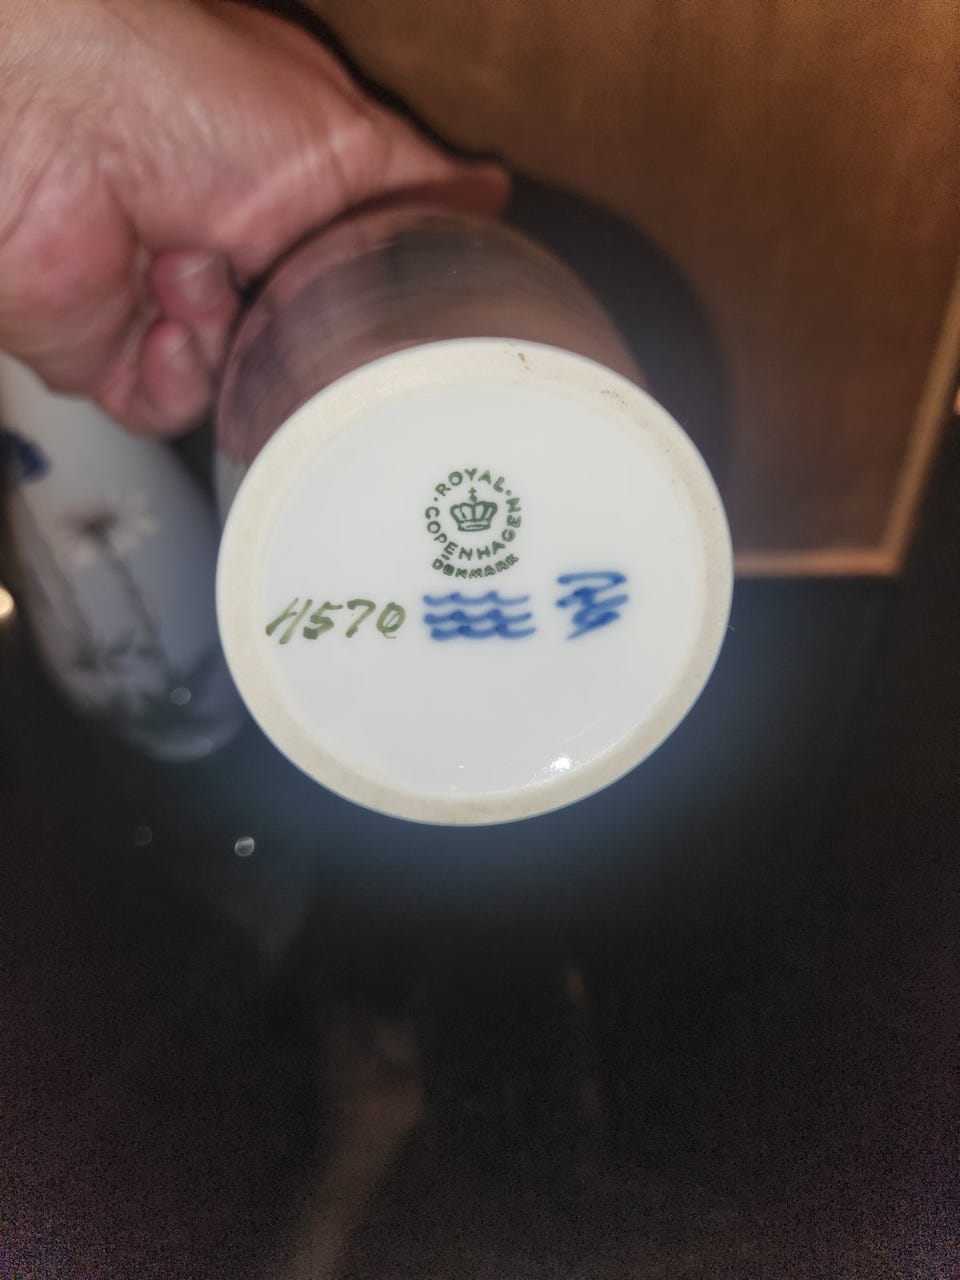 ROYAL
COPENHAGEN
DENMARK
4570